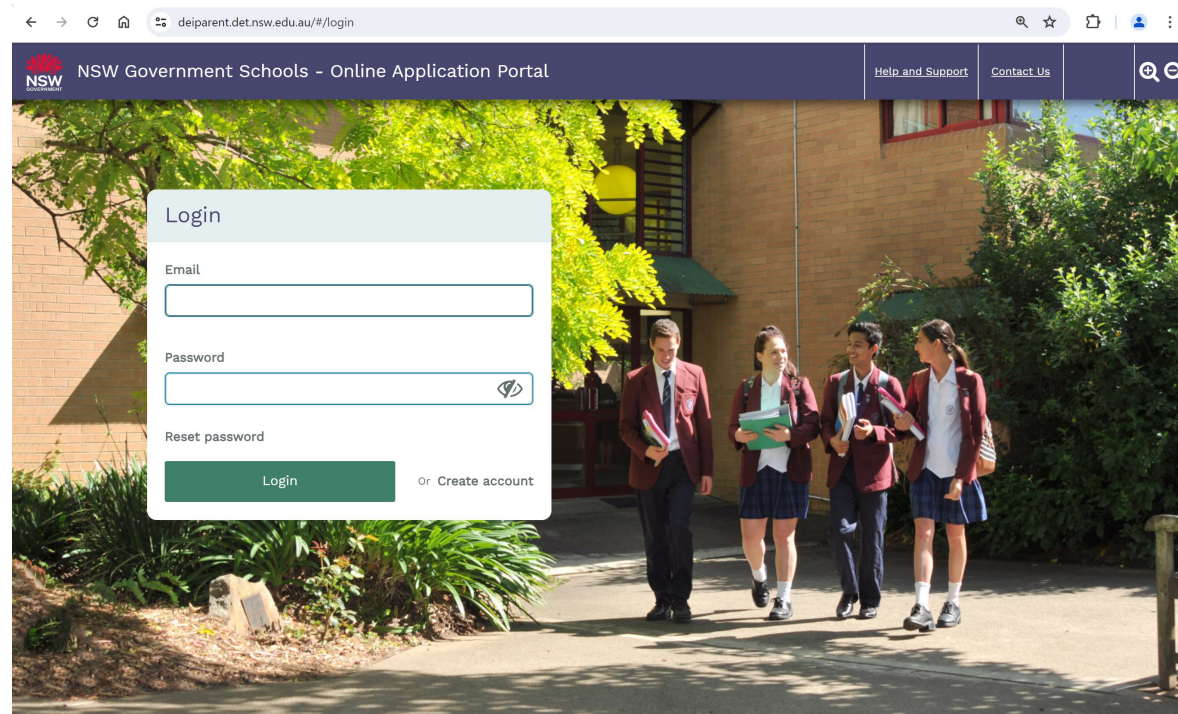 deiparent.det.nsw.edu.au/#/login
NSW
GOVERNMENT
NSW Government Schools - Online Application Portal
Help and Support
Contact Us
Login
Email
Password
Reset password
Login
Or Create account